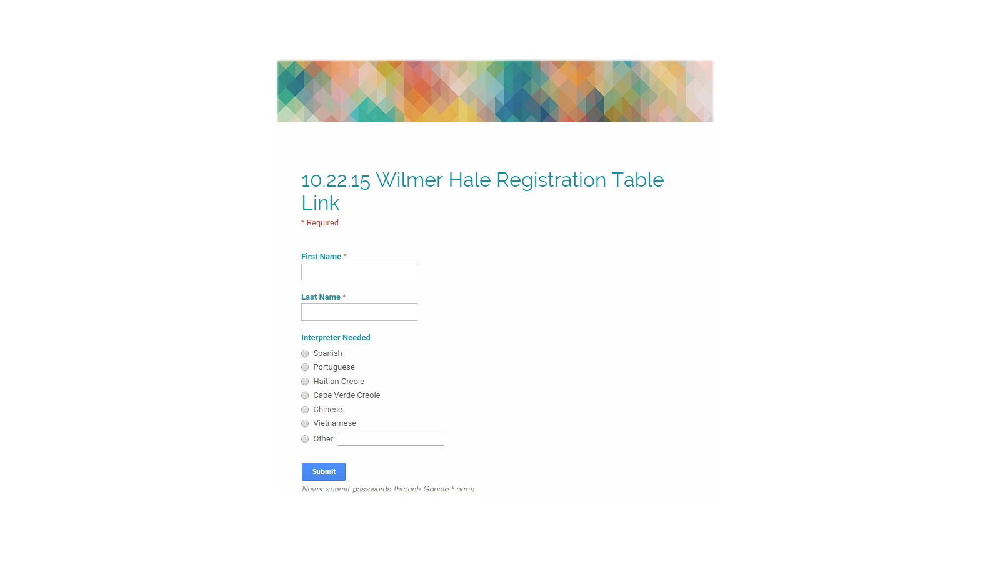 10.22.15 Wilmer Hale Registration Table
Link
* Required
First Name *
Last Name *
Interpreter Needed
Spanish
Portuguese
Haitian Creole
Cape Verde Creole
Chinese
Vietnamese
Other:
Submit
Never submit passwords through Google Forms